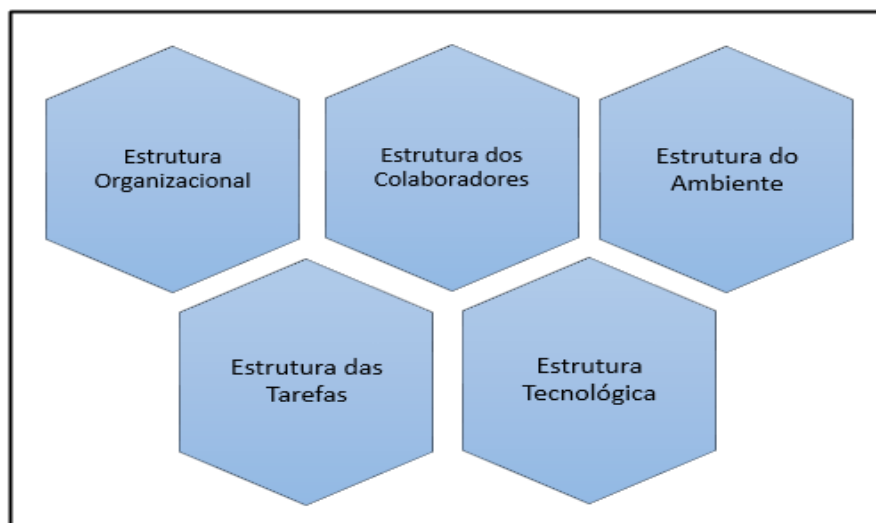 Estrutura
Organizacional
Estrutura dos
Colaboradores
Estrutura do
Ambiente
Estrutura das
Tarefas
Estrutura
Tecnológica